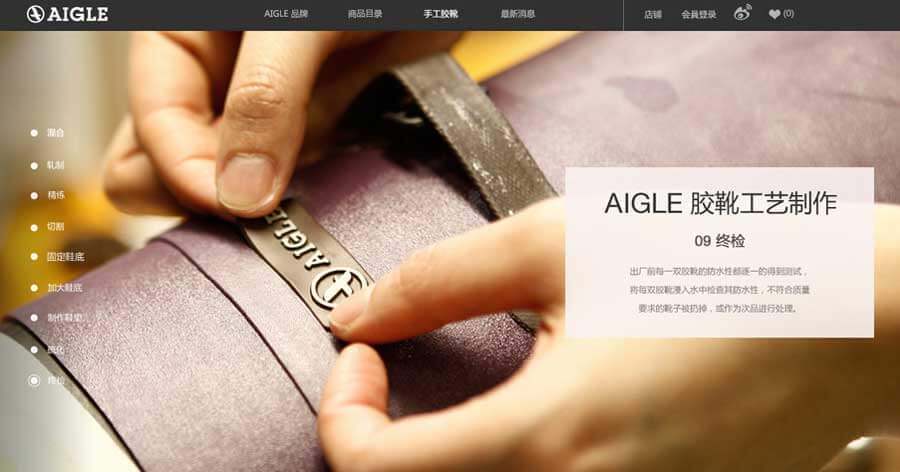 AIGLE
AIGLE 品牌
商品目录
手工胶靴
最新消息
店铺
会員登录
(0)
混合
轧制
精练
切割
固定鞋底
加大鞋底
制作鞋垫
硫化
终检
AIGLE
AIGLE
AIGLE 胶靴工艺制作
09 终检
出厂前每一双胶靴的防水性都逐一的得到测试，
将每双胶靴浸入水中检查其防水性，不符合质量
要求的靴子被扔掉，或作为次品进行处理。